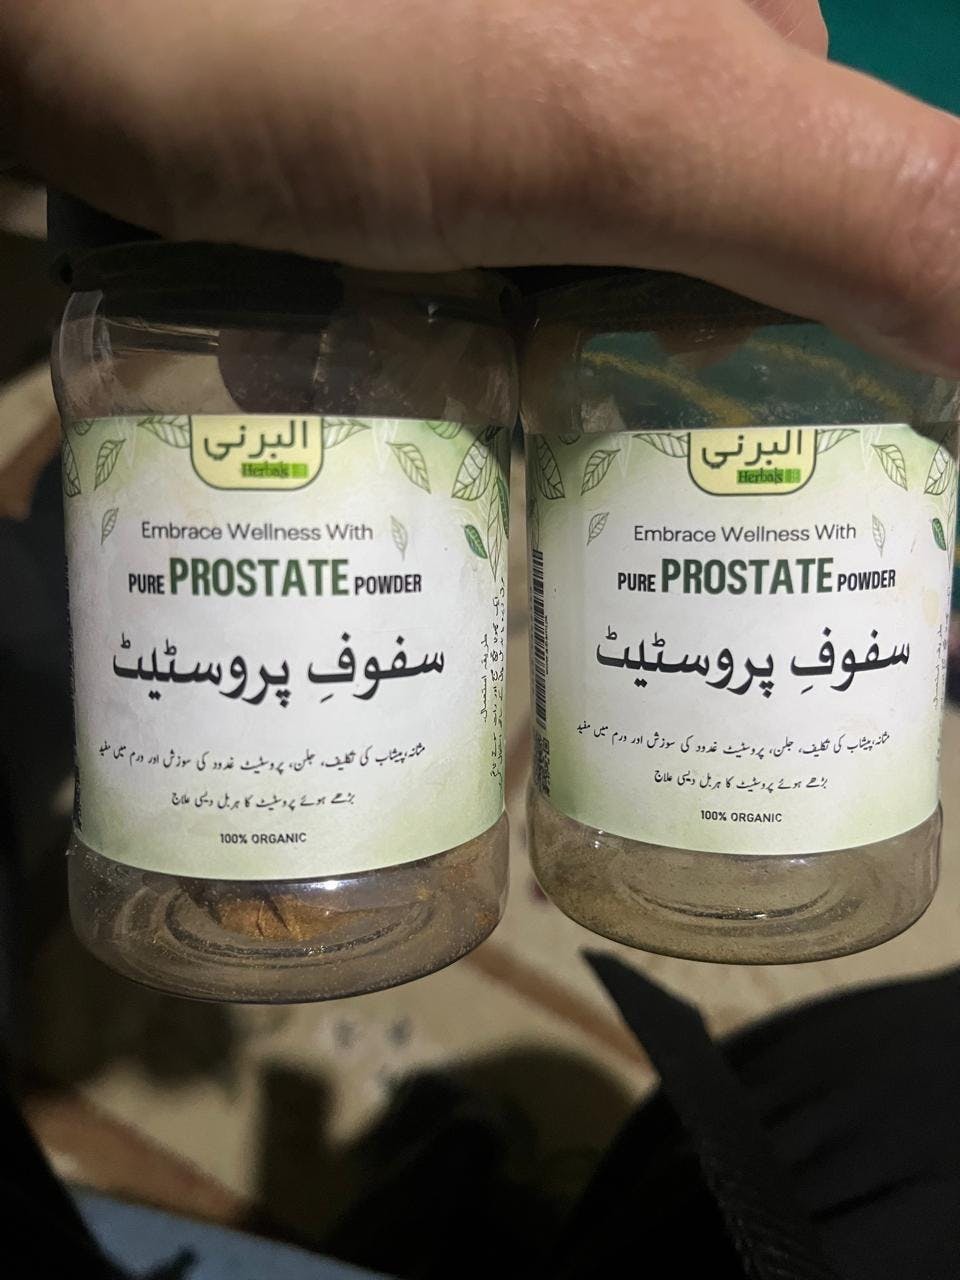 البرنی
Herbals
Embrace Wellness With
PURE PROSTATE POWDER
سفوفِ پروسٹیٹ
مثانہ، پیشاب کی تکلیف، جلن، پروسٹیٹ غدود کی سوزش اور ورم میں مفید
بڑھے ہوئے پروسٹیٹ کا ہربل دیسی علاج
100% ORGANIC
طریقہ استعمال
البرنی
Herbals
Embrace Wellness With
PURE PROSTATE POWDER
سفوفِ پروسٹیٹ
مثانہ، پیشاب کی تکلیف، جلن، پروسٹیٹ غدود کی سوزش اور ورم میں مفید
بڑھے ہوئے پروسٹیٹ کا ہربل دیسی علاج
100% ORGANIC